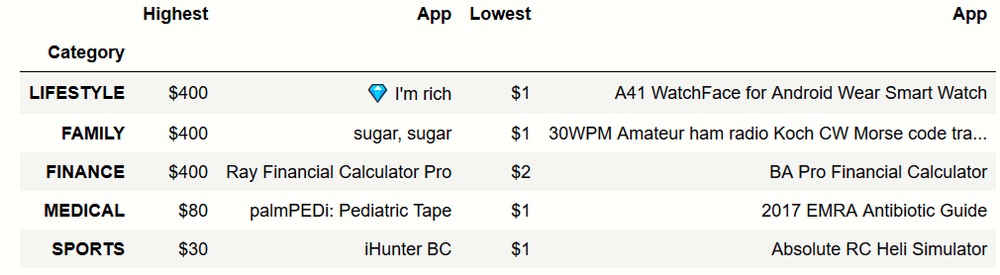 Highest App Lowest App
Category
LIFESTYLE $400 💎 I'm rich $1 A41 WatchFace for Android Wear Smart Watch
FAMILY $400 sugar, sugar $1 30WPM Amateur ham radio Koch CW Morse code tra...
FINANCE $400 Ray Financial Calculator Pro $2 BA Pro Financial Calculator
MEDICAL $80 palmPEDi: Pediatric Tape $1 2017 EMRA Antibiotic Guide
SPORTS $30 iHunter BC $1 Absolute RC Heli Simulator